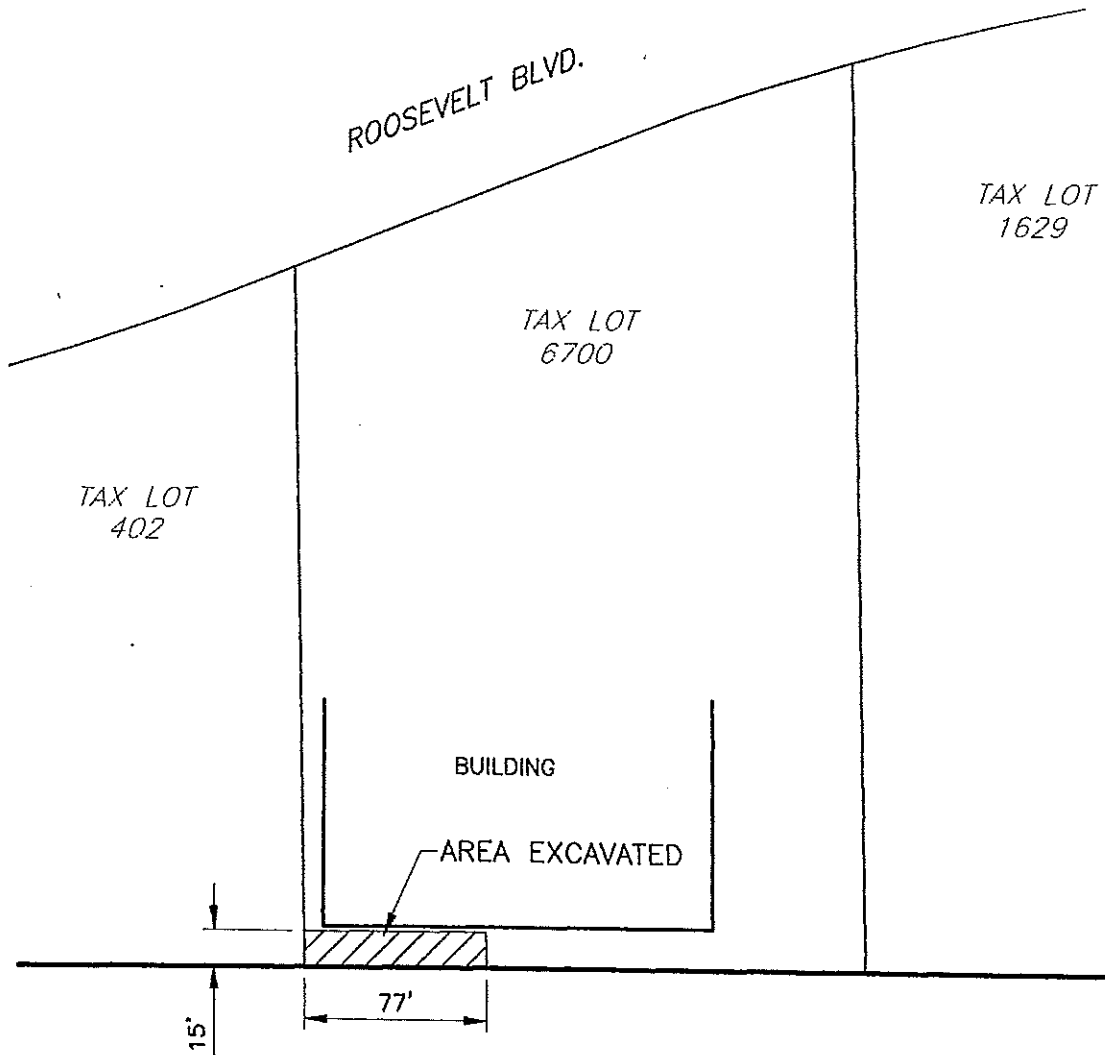 ROOSEVELT BLVD.
TAX LOT
1629
TAX LOT
6700
TAX LOT
402
BUILDING
AREA EXCAVATED
77'
15'